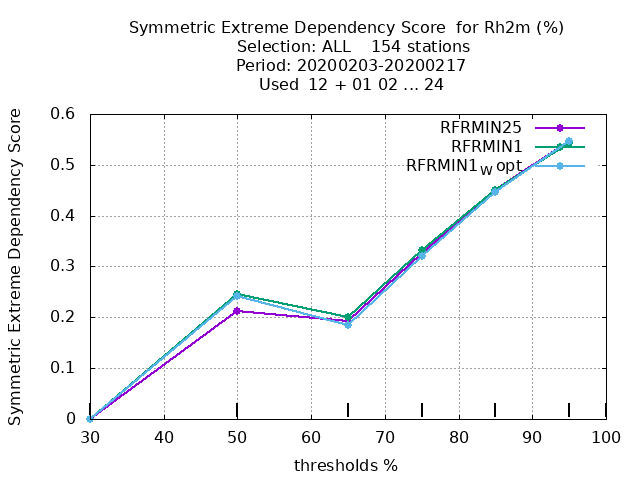 Symmetric Extreme Dependency Score for Rh2m (%)
Selection: ALL 154 stations
Period: 20200203-20200217
Used 12 + 01 02 ... 24
Symmetric Extreme Dependency Score
0.6
0.5
0.4
0.3
0.2
0.1
0
RFRMIN25
RFRMIN1
RFRMIN1w opt
30 40 50 60 70 80 90 100
thresholds %